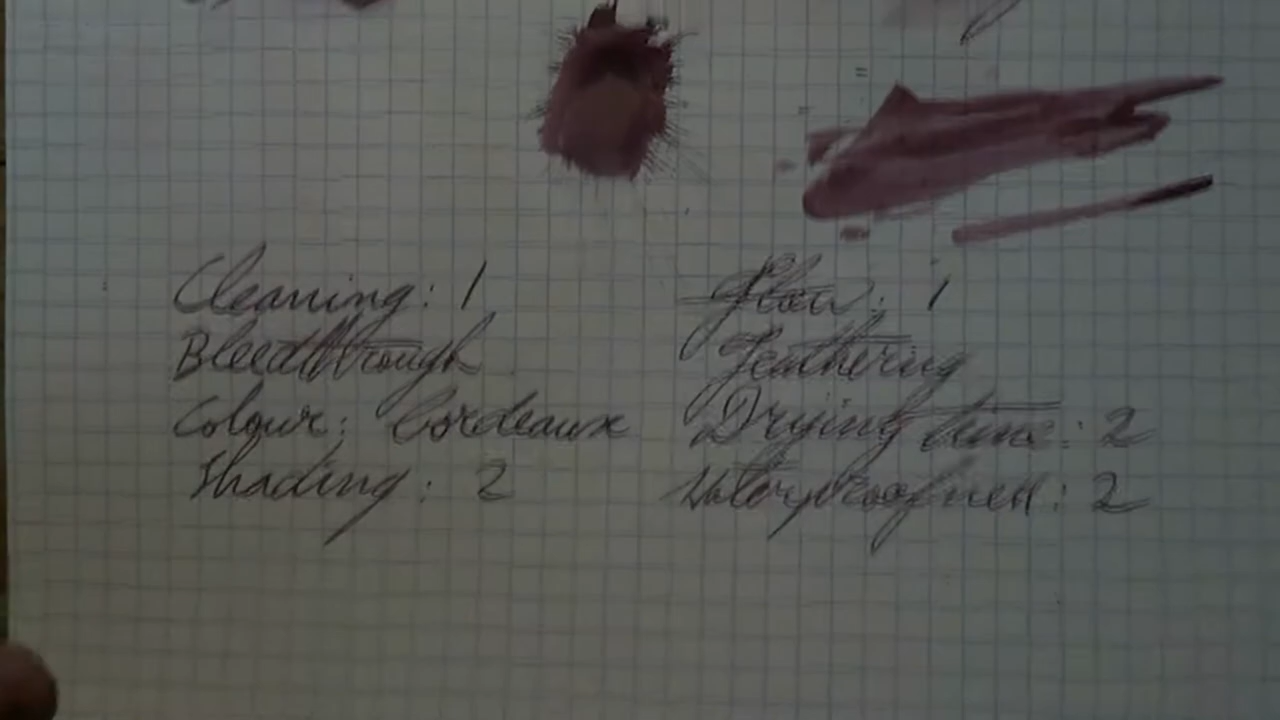 Cleaning: 1 Flow: 1
Bleedthrough Feathering
Colour: bordeaux Drying time: 2
Shading: 2 Waterproofness: 2